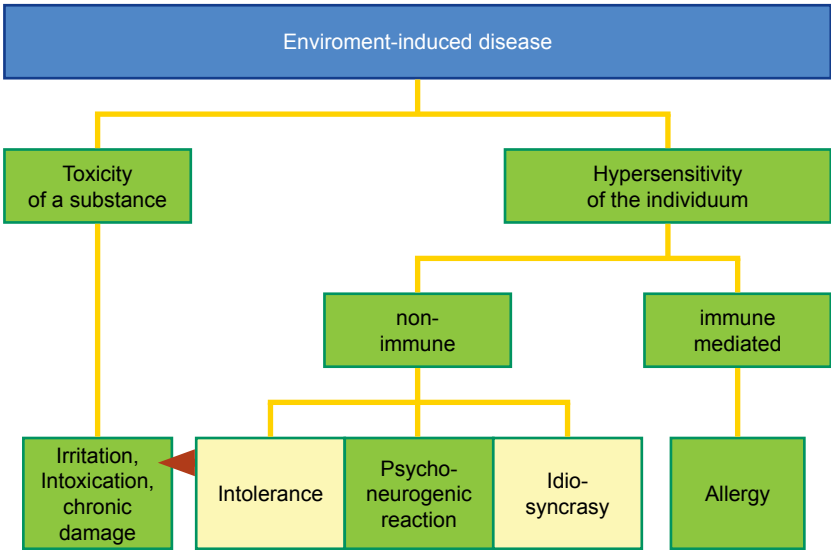 Enviroment-induced disease
Toxicity
of a substance
Hypersensitivity
of the individuum
non-
immune
immune
mediated
Irritation,
Intoxication,
chronic
damage
Intolerance
Psycho-
neurogenic
reaction
Idio-
syncrasy
Allergy